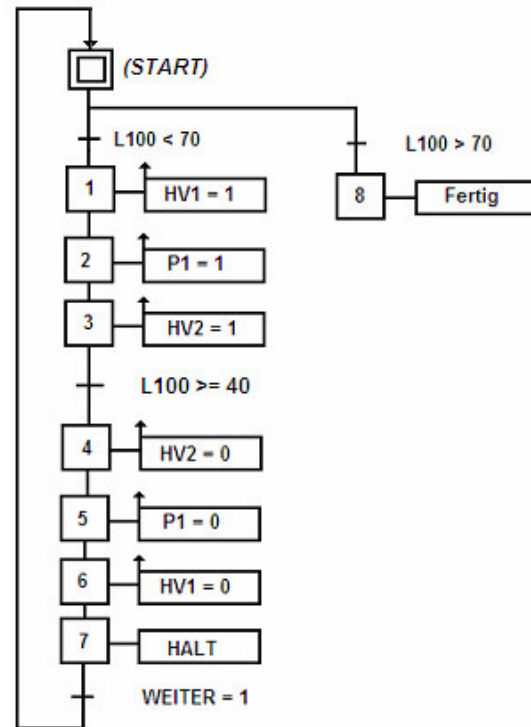 (START)
L100 < 70
L100 > 70
1
HV1 = 1
8
Fertig
2
P1 = 1
3
HV2 = 1
L100 >= 40
4
HV2 = 0
5
P1 = 0
6
HV1 = 0
7
HALT
WEITER = 1